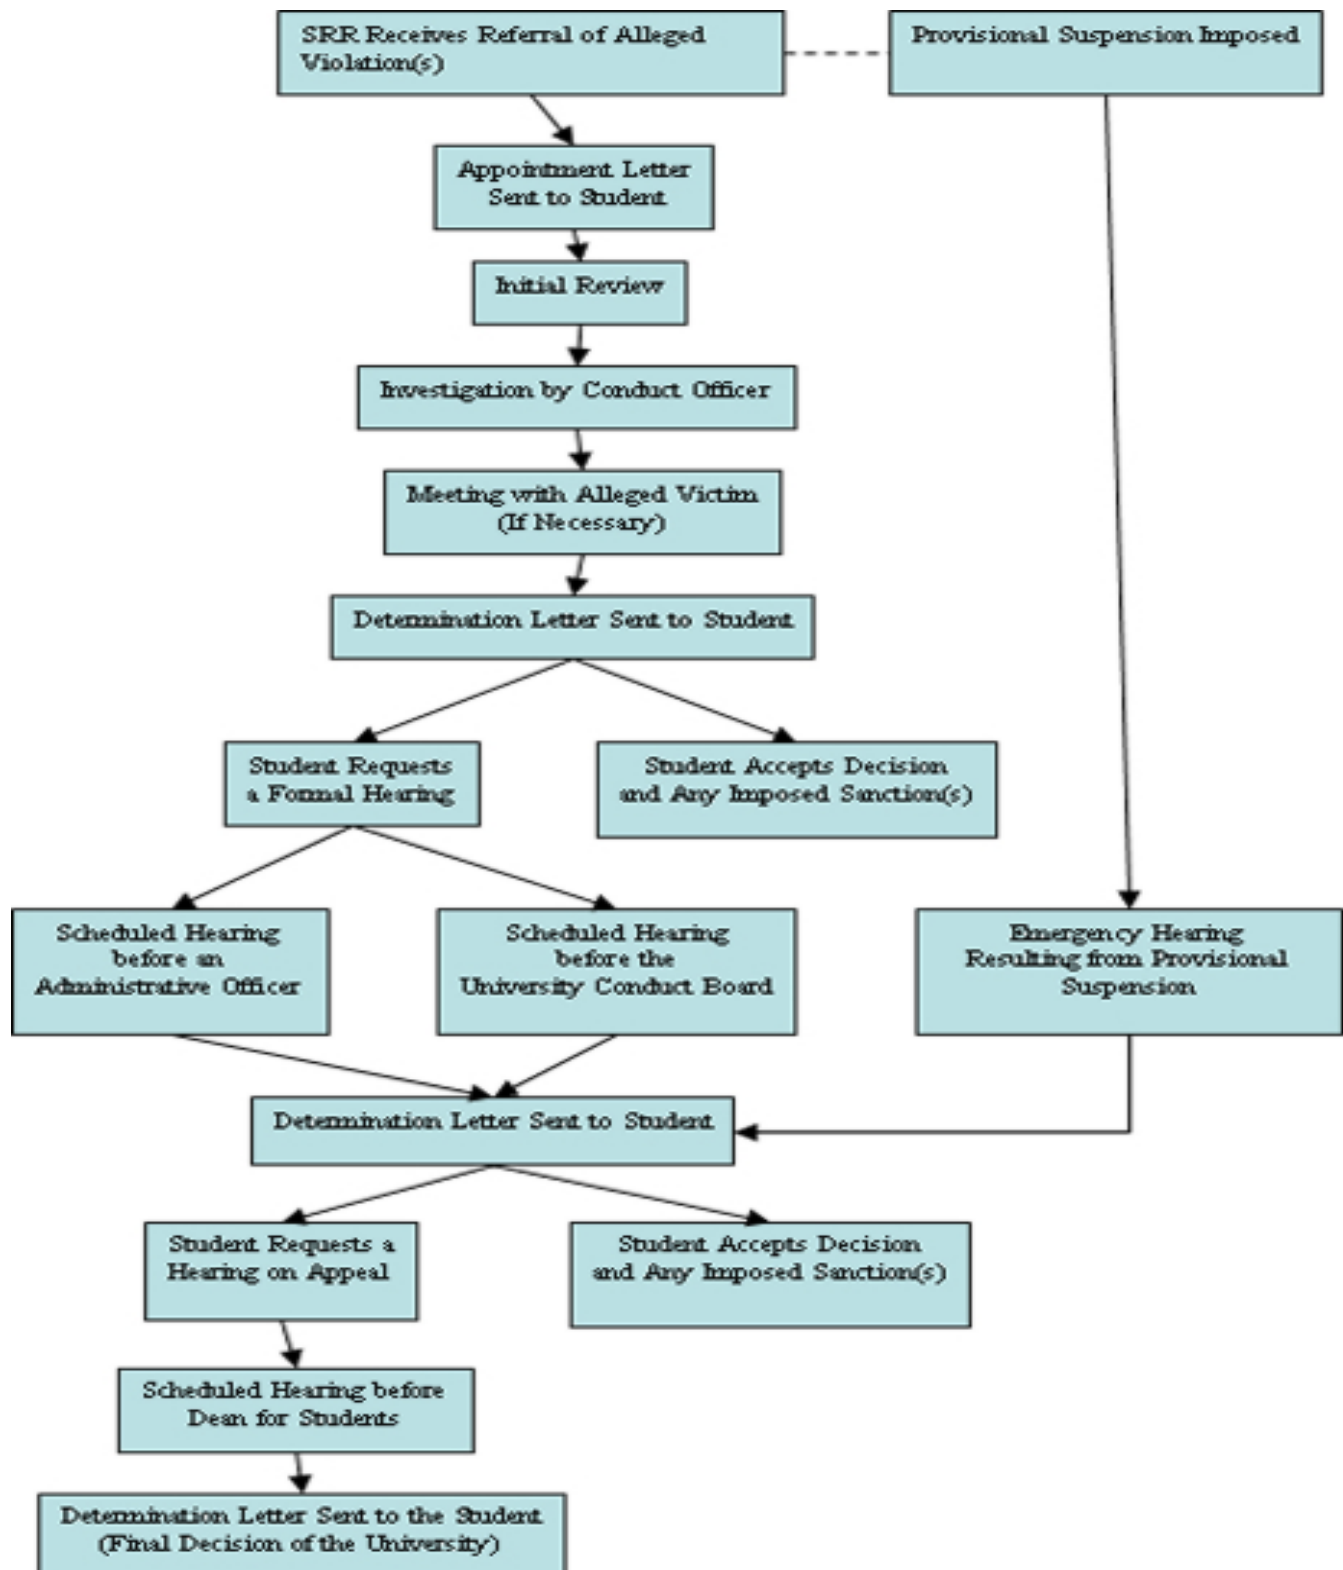 SRR Receives Referral of Alleged
Violation(s)
Provisional Suspension Imposed
Appointment Letter
Sent to Student
Initial Review
Investigation by Conduct Officer
Meeting with Alleged Victim
(If Necessary)
Determination Letter Sent to Student
Student Requests
a Formal Hearing
Student Accepts Decision
and Any Imposed Sanction(s)
Scheduled Hearing
before an
Administrative Officer
Scheduled Hearing
before the
University Conduct Board
Emergency Hearing
Resulting from Provisional
Suspension
Determination Letter Sent to Student
Student Requests a
Hearing on Appeal
Student Accepts Decision
and Any Imposed Sanction(s)
Scheduled Hearing before
Dean for Students
Determination Letter Sent to the Student
(Final Decision of the University)